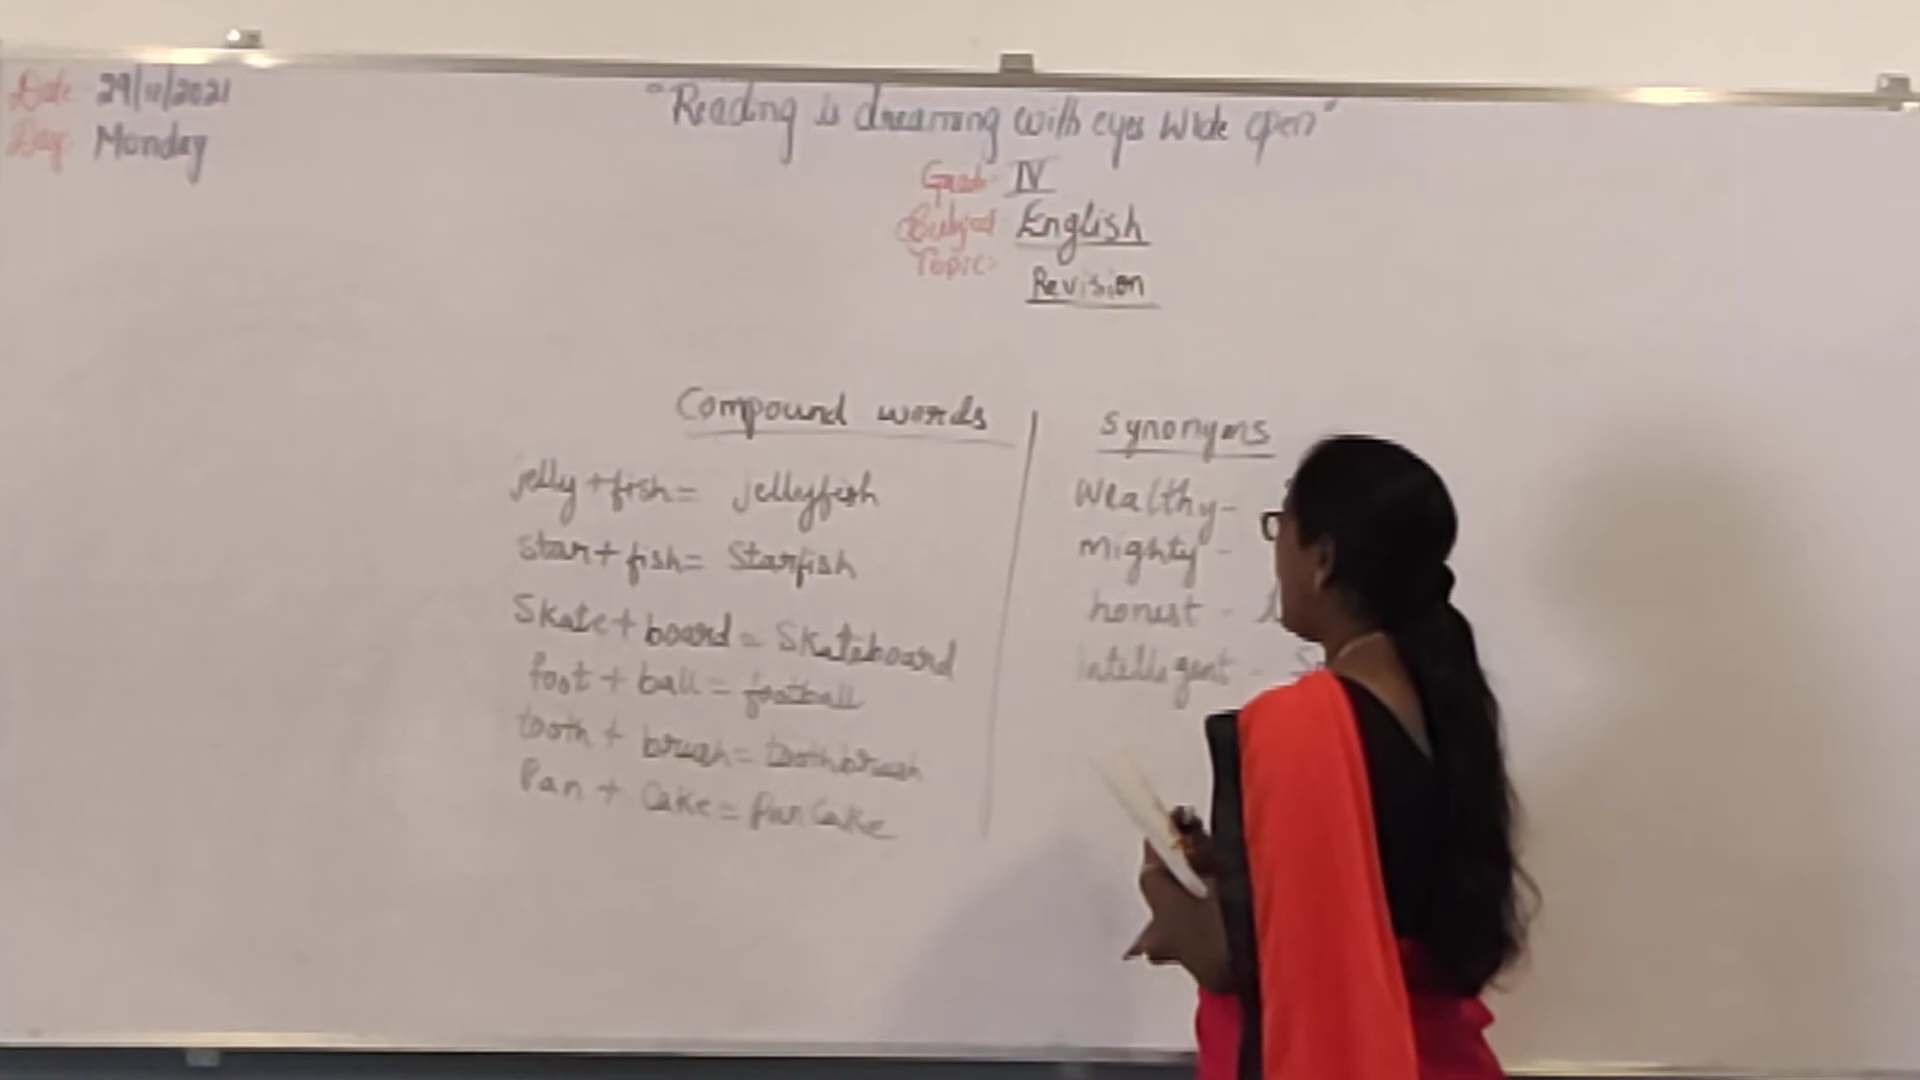 Date: 29/11/2021
Day: Monday
"Reading is dreaming with eyes wide open"
Grade: IV
Subject: English
Topic:
Revision
Compound words
jelly + fish = jellyfish
star + fish = Starfish
Skate + board = Skateboard
foot + ball = football
tooth + brush = toothbrush
Pan + Cake = PanCake
Synonyms
Wealthy -
Mighty -
honest -
Intelligent -